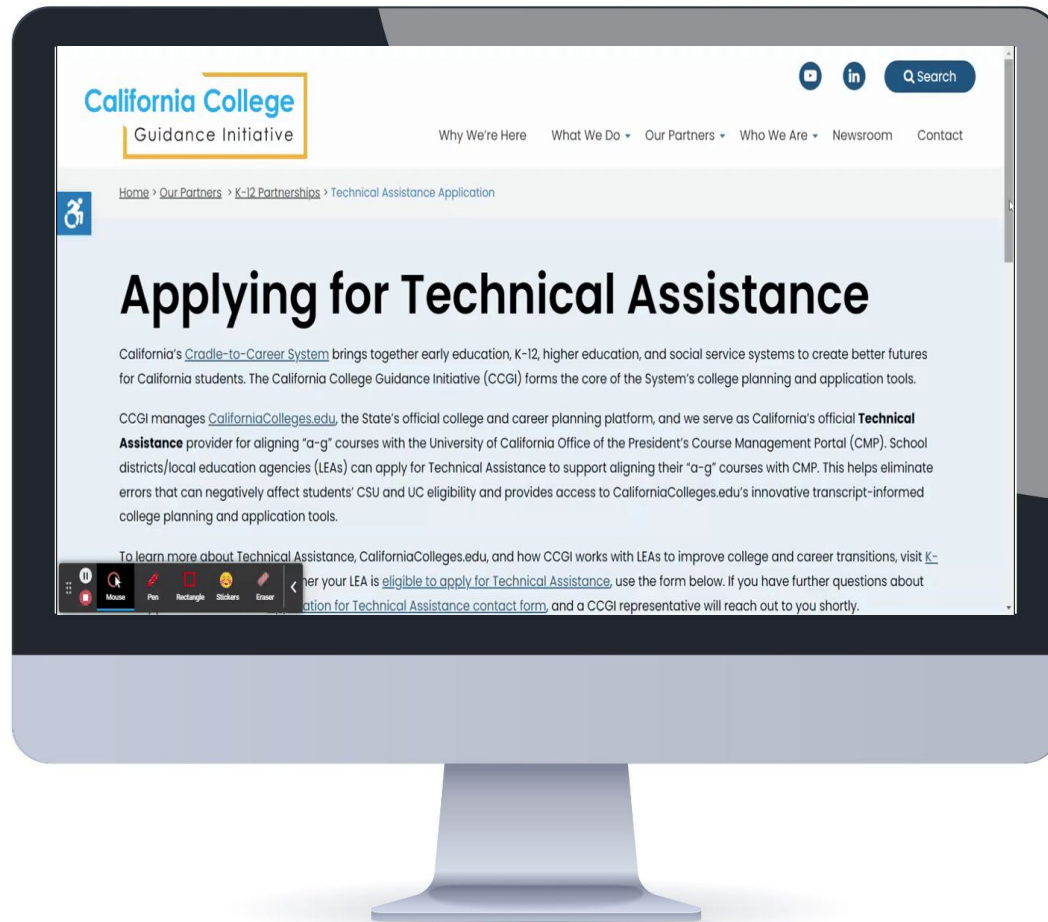 California College
Guidance Initiative
Search
Why We're Here What We Do Our Partners Who We Are Newsroom Contact
Home > Our Partners > K-12 Partnerships > Technical Assistance Application
Applying for Technical Assistance
California's Cradle-to-Career System brings together early education, K-12, higher education, and social service systems to create better futures
for California students. The California College Guidance Initiative (CCGI) forms the core of the System's college planning and application tools.
CCGI manages CaliforniaColleges.edu, the State's official college and career planning platform, and we serve as California's official Technical
Assistance provider for aligning "a-g" courses with the University of California Office of the President's Course Management Portal (CMP). School
districts/local education agencies (LEAs) can apply for Technical Assistance to support aligning their "a-g" courses with CMP. This helps eliminate
errors that can negatively affect students' CSU and UC eligibility and provides access to CaliforniaColleges.edu's innovative transcript-informed
college planning and application tools.
To learn more about Technical Assistance, CaliforniaColleges.edu, and how CCGI works with LEAs to improve college and career transitions, visit K-
your LEA is eligible to apply for Technical Assistance, use the form below. If you have further questions about
for Technical Assistance contact form, and a CCGI representative will reach out to you shortly.
Mouse Pen Rectangle Stickers Eraser